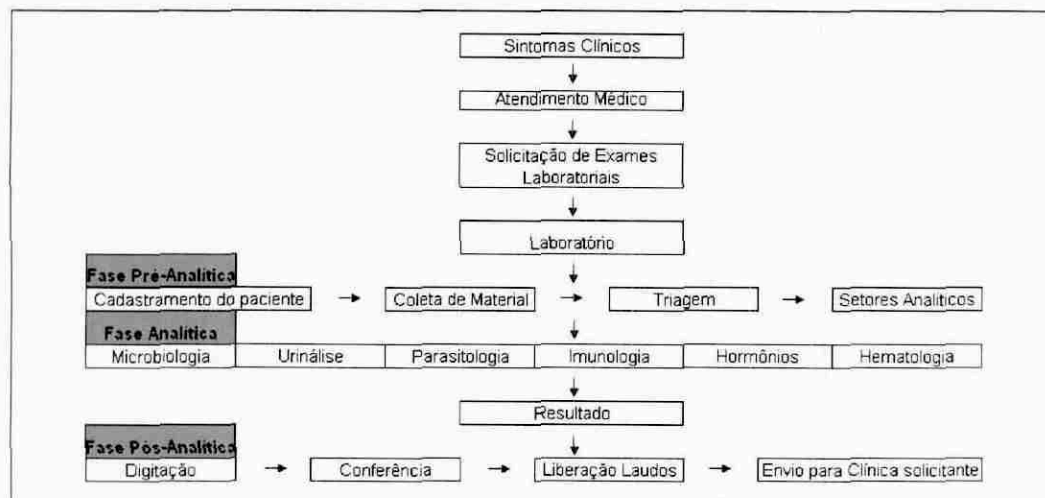 Sintomas Clínicos
Atendimento Médico
Solicitação de Exames
Laboratoriais
Laboratório
Fase Pré-Analítica
Cadastramento do paciente
Coleta de Material
Triagem
Setores Analíticos
Fase Analítica
Microbiologia
Urinálise
Parasitologia
Imunologia
Hormônios
Hematologia
Resultado
Fase Pós-Analítica
Digitação
Conferência
Liberação Laudos
Envio para Clínica solicitante